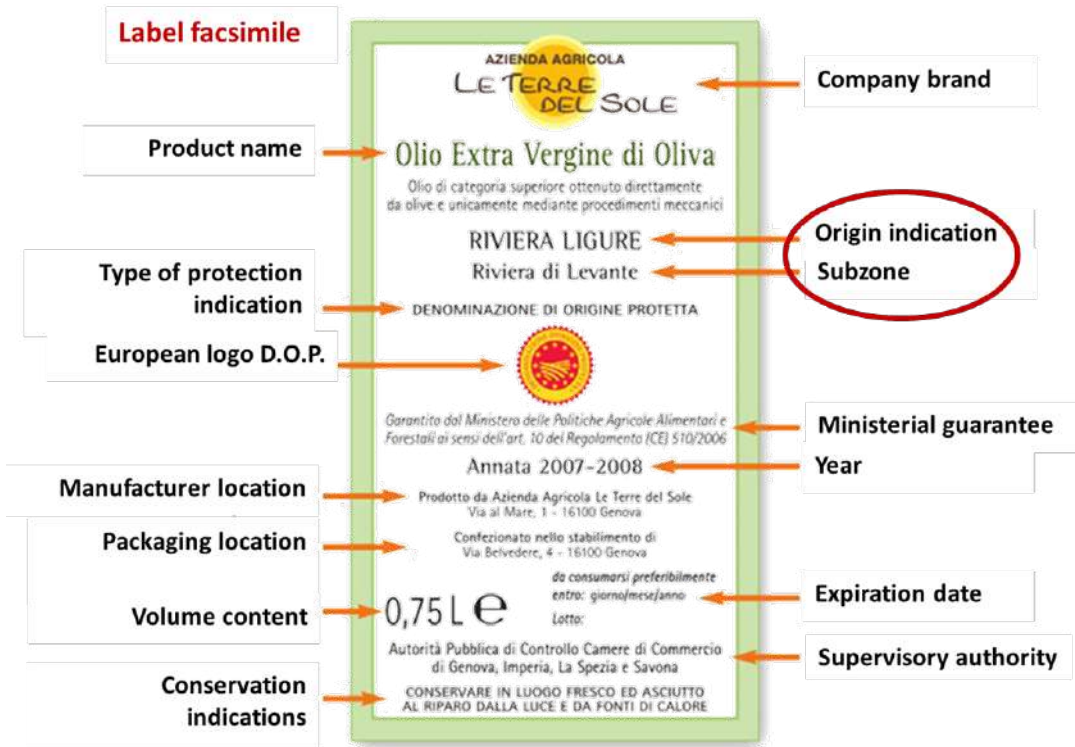 Label facsimile
AZIENDA AGRICOLA
LE TERRE
DEL SOLE
Company brand
Product name
Olio Extra Vergine di Oliva
Olio di categoria superiore ottenuto direttamente
da olive e unicamente mediante procedimenti meccanici
RIVIERA LIGURE
Origin indication
Riviera di Levante
Subzone
Type of protection
indication
DENOMINAZIONE DI ORIGINE PROTETTA
European logo D.O.P.
Garantito dal Ministero delle Politiche Agricole Alimentari e
Forestali ai sensi dell'art. 10 del Regolamento (CE) 510/2006
Ministerial guarantee
Annata 2007-2008
Year
Manufacturer location
Prodotto da Azienda Agricola Le Terre del Sole
Via al Mare, 1 - 16100 Genova
Packaging location
Confezionato nello stabilimento di
Via Belvedere, 4 - 16100 Genova
Volume content
0,75 L e
da consumarsi preferibilmente
entro: giorno/mese/anno
Lotto:
Expiration date
Autorità Pubblica di Controllo Camere di Commercio
di Genova, Imperia, La Spezia e Savona
Supervisory authority
Conservation
indications
CONSERVARE IN LUOGO FRESCO ED ASCIUTTO
AL RIPARO DALLA LUCE E DA FONTI DI CALORE